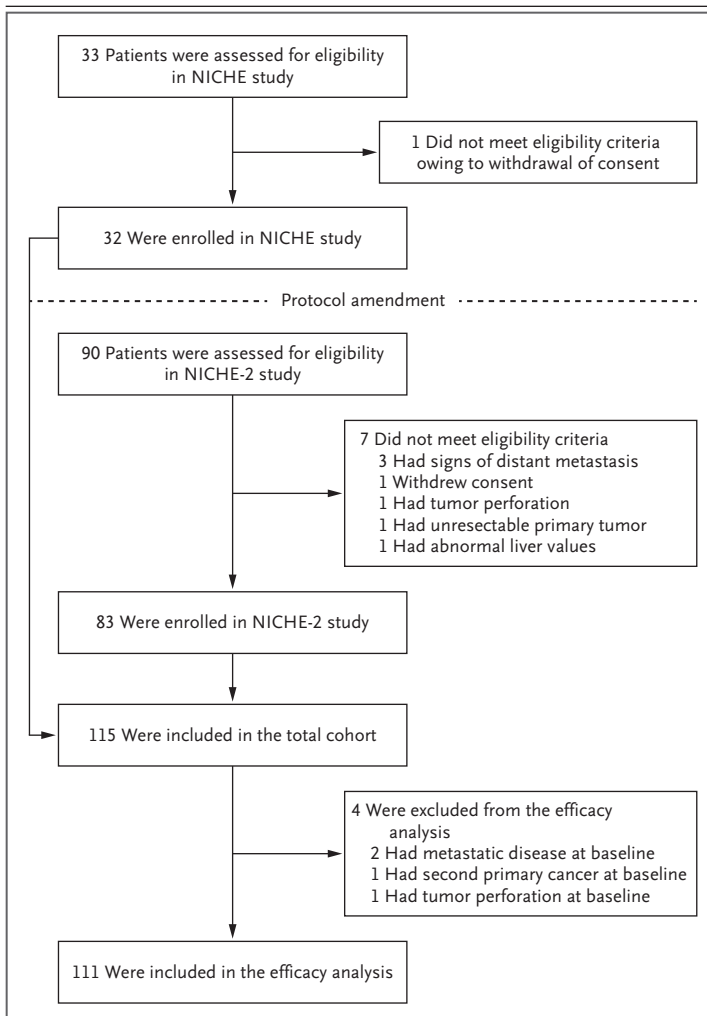 33 Patients were assessed for eligibility
in NICHE study
1 Did not meet eligibility criteria
owing to withdrawal of consent
32 Were enrolled in NICHE study
Protocol amendment
90 Patients were assessed for eligibility
in NICHE-2 study
7 Did not meet eligibility criteria
3 Had signs of distant metastasis
1 Withdrew consent
1 Had tumor perforation
1 Had unresectable primary tumor
1 Had abnormal liver values
83 Were enrolled in NICHE-2 study
115 Were included in the total cohort
4 Were excluded from the efficacy
analysis
2 Had metastatic disease at baseline
1 Had second primary cancer at baseline
1 Had tumor perforation at baseline
111 Were included in the efficacy analysis